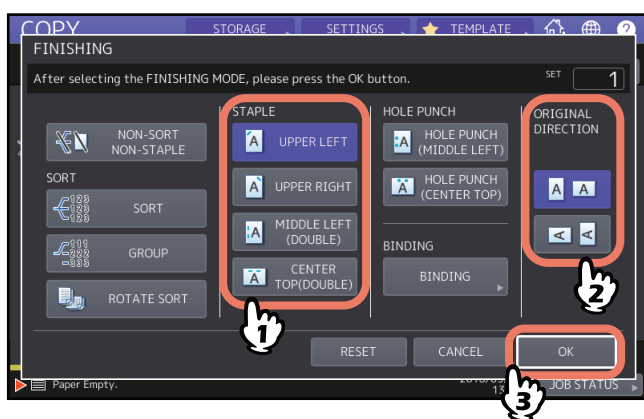 COPY
STORAGE
SETTINGS
TEMPLATE
?
FINISHING
After selecting the FINISHING MODE, please press the OK button.
SET
1
NON-SORT
NON-STAPLE
SORT
SORT
GROUP
ROTATE SORT
STAPLE
UPPER LEFT
UPPER RIGHT
MIDDLE LEFT
(DOUBLE)
CENTER
TOP(DOUBLE)
HOLE PUNCH
HOLE PUNCH
(MIDDLE LEFT)
HOLE PUNCH
(CENTER TOP)
BINDING
BINDING
ORIGINAL
DIRECTION
A A
A A
1
2
RESET
CANCEL
OK
3
Paper Empty.
JOB STATUS